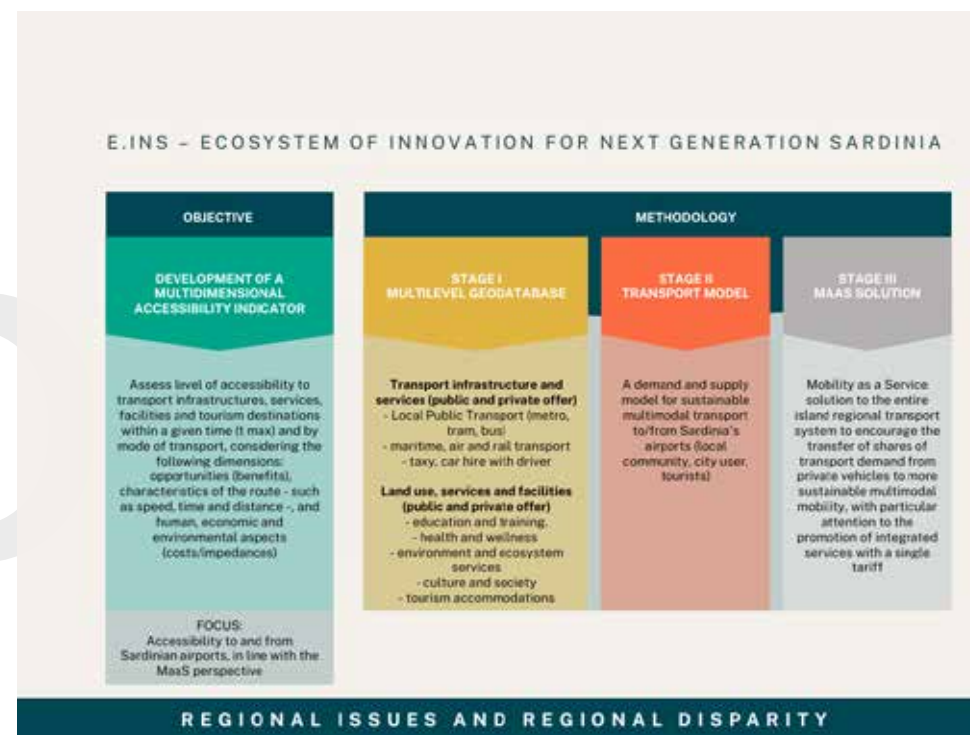 E.INS – ECOSYSTEM OF INNOVATION FOR NEXT GENERATION SARDINIA
OBJECTIVE
DEVELOPMENT OF A
MULTIDIMENSIONAL
ACCESSIBILITY INDICATOR
Assess level of accessibility to
transport infrastructures, services,
facilities and tourism destinations
within a given time (t max) and by
mode of transport, considering the
following dimensions:
opportunities (benefits),
characteristics of the route - such
as speed, time and distance -, and
human, economic and
environmental aspects
(costs/impedances)
FOCUS:
Accessibility to and from
Sardinian airports, in line with the
MaaS perspective
METHODOLOGY
STAGE I
MULTILEVEL GEODATABASE
Transport infrastructure and
services (public and private offer)
- Local Public Transport (metro,
tram, bus)
- maritime, air and rail transport
- taxy, car hire with driver
Land use, services and facilities
(public and private offer)
- education and training,
- health and wellness
- environment and ecosystem
services
- culture and society
- tourism accommodations
STAGE II
TRANSPORT MODEL
A demand and supply
model for sustainable
multimodal transport
to/from Sardinia's
airports (local
community, city user,
tourists)
STAGE III
MAAS SOLUTION
Mobility as a Service
solution to the entire
island regional transport
system to encourage the
transfer of shares of
transport demand from
private vehicles to more
sustainable multimodal
mobility, with particular
attention to the
promotion of integrated
services with a single
tariff
REGIONAL ISSUES AND REGIONAL DISPARITY